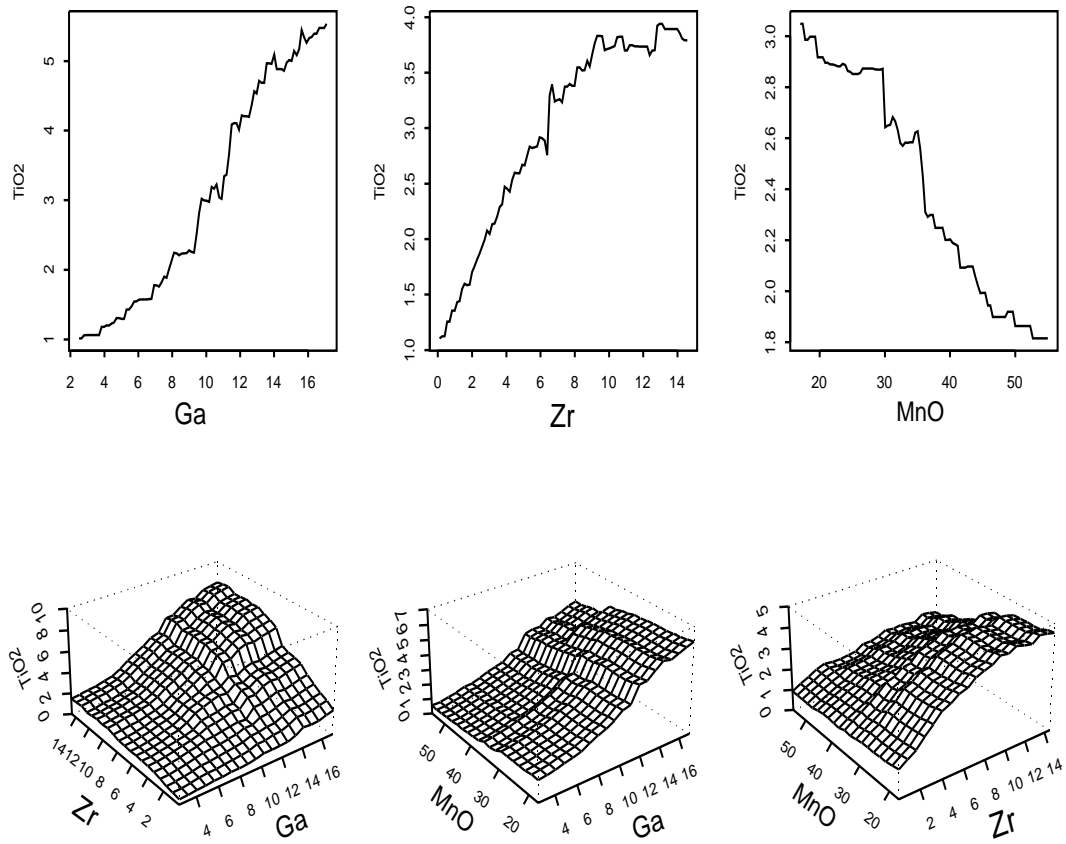 TiO2
1 2 3 4 5
2 4 6 8 10 12 14 16
Ga
TiO2
1.0 1.5 2.0 2.5 3.0 3.5 4.0
0 2 4 6 8 10 12 14
Zr
TiO2
1.8 2.0 2.2 2.4 2.6 2.8 3.0
20 30 40 50
MnO
TiO2
0 2 4 6 8 10
14 12 10 8 6 4 2
Zr
4 6 8 10 12 14 16
Ga
TiO2
0 1 2 3 4 5 6 7
50 40 30 20
MnO
4 6 8 10 12 14 16
Ga
TiO2
0 1 2 3 4 5
50 40 30 20
MnO
2 4 6 8 10 12 14
Zr